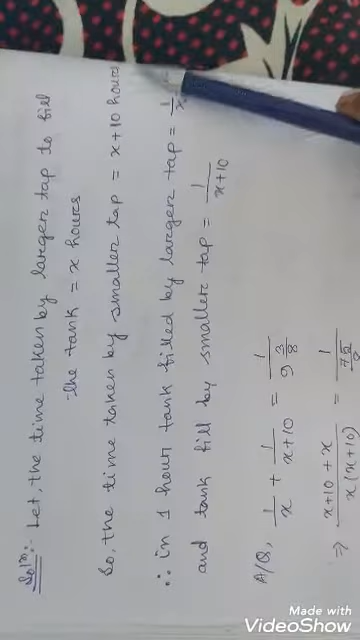 Solⁿ:- Let, the time taken by larger tap to fill
the tank = x hours
So, the time taken by smaller tap = x+10 hours
∴ in 1 hour tank filled by larger tap = 1/x
and tank fill by smaller tap = 1/(x+10)
A/Q, 1/x + 1/(x+10) = 1/(9 3/8)
⇒ (x+10+x)/(x(x+10)) = 1/(75/8)
Made with
VideoShow